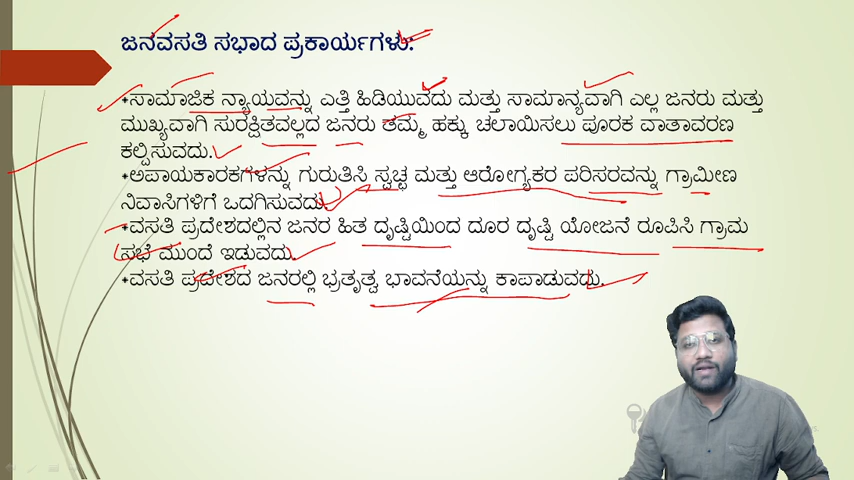 ಜನವಸತಿ ಸಭಾದ ಪ್ರಕಾರ್ಯಗಳು:
•ಸಾಮಾಜಿಕ ನ್ಯಾಯವನ್ನು ಎತ್ತಿ ಹಿಡಿಯುವದು ಮತ್ತು ಸಾಮಾನ್ಯವಾಗಿ ಎಲ್ಲ ಜನರು ಮತ್ತು
ಮುಖ್ಯವಾಗಿ ಸುರಕ್ಷಿತವಲ್ಲದ ಜನರು ತಮ್ಮ ಹಕ್ಕು ಚಲಾಯಿಸಲು ಪೂರಕ ವಾತಾವರಣ
ಕಲ್ಪಿಸುವದು.
•ಅಪಾಯಕಾರಕಗಳನ್ನು ಗುರುತಿಸಿ ಸ್ವಚ್ಛ ಮತ್ತು ಆರೋಗ್ಯಕರ ಪರಿಸರವನ್ನು ಗ್ರಾಮೀಣ
ನಿವಾಸಿಗಳಿಗೆ ಒದಗಿಸುವದು.
•ವಸತಿ ಪ್ರದೇಶದಲ್ಲಿನ ಜನರ ಹಿತ ದೃಷ್ಟಿಯಿಂದ ದೂರ ದೃಷ್ಟಿ ಯೋಜನೆ ರೂಪಿಸಿ ಗ್ರಾಮ
ಸಭೆ ಮುಂದೆ ಇಡುವದು.
•ವಸತಿ ಪ್ರದೇಶದ ಜನರಲ್ಲಿ ಭ್ರತೃತ್ವ ಭಾವನೆಯನ್ನು ಕಾಪಾಡುವದು.